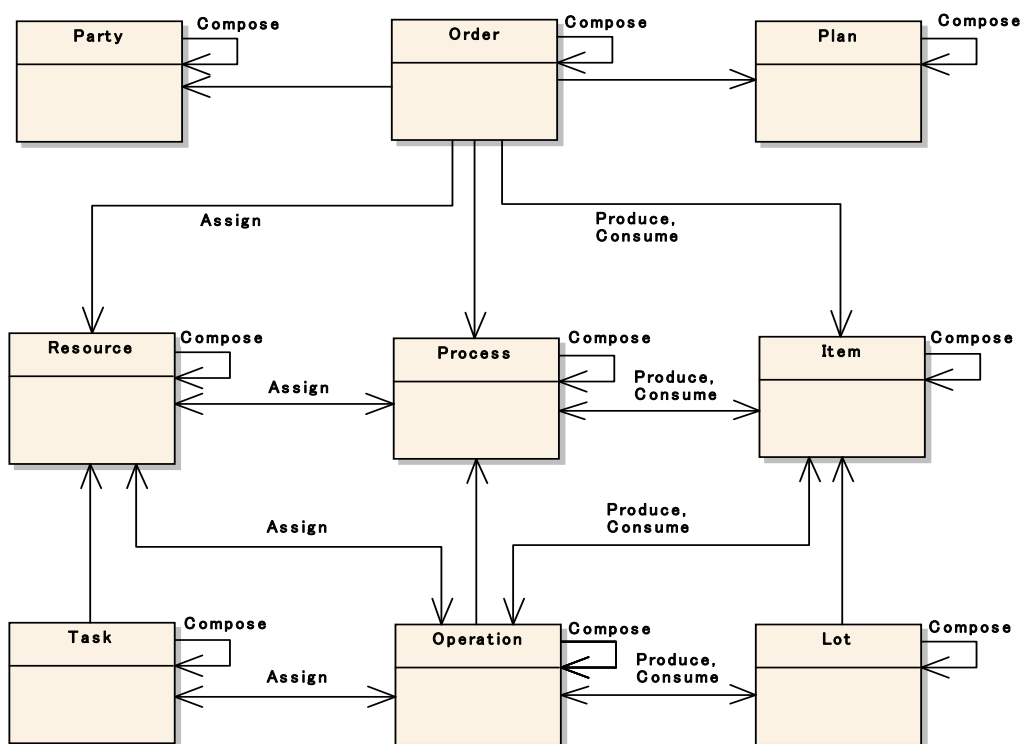 Party
Compose
Order
Compose
Plan
Compose
Assign
Produce,
Consume
Resource
Compose
Process
Compose
Item
Compose
Assign
Produce,
Consume
Assign
Produce,
Consume
Task
Compose
Operation
Compose
Lot
Compose
Assign
Produce,
Consume